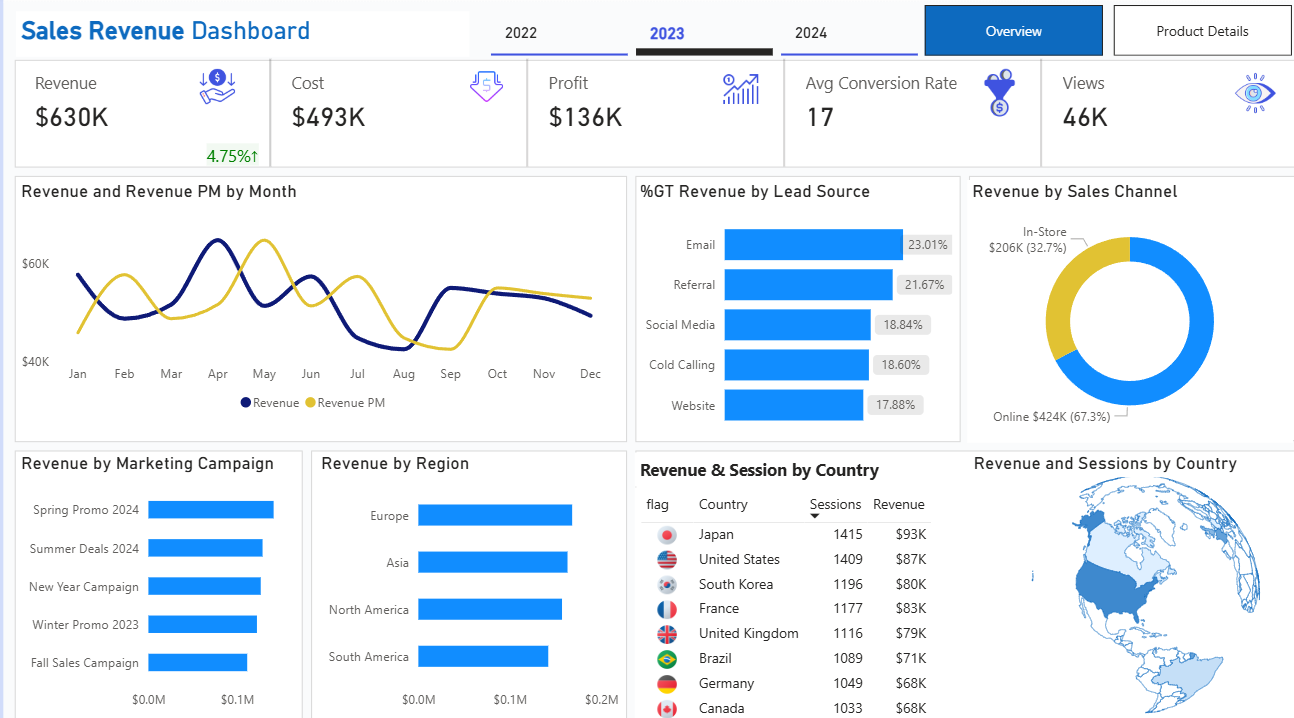 Sales Revenue Dashboard
2022
2023
2024
Overview
Product Details
Revenue
$630K
4.75%↑
Cost
$493K
Profit
$136K
Avg Conversion Rate
17
Views
46K
Revenue and Revenue PM by Month
$60K
$40K
Jan Feb Mar Apr May Jun Jul Aug Sep Oct Nov Dec
Revenue Revenue PM
%GT Revenue by Lead Source
Email 23.01%
Referral 21.67%
Social Media 18.84%
Cold Calling 18.60%
Website 17.88%
Revenue by Sales Channel
In-Store
$206K (32.7%)
Online $424K (67.3%)
Revenue by Marketing Campaign
Spring Promo 2024
Summer Deals 2024
New Year Campaign
Winter Promo 2023
Fall Sales Campaign
$0.0M $0.1M
Revenue by Region
Europe
Asia
North America
South America
$0.0M $0.1M $0.2M
Revenue & Session by Country
flag Country Sessions Revenue
Japan 1415 $93K
United States 1409 $87K
South Korea 1196 $80K
France 1177 $83K
United Kingdom 1116 $79K
Brazil 1089 $71K
Germany 1049 $68K
Canada 1033 $68K
Revenue and Sessions by Country